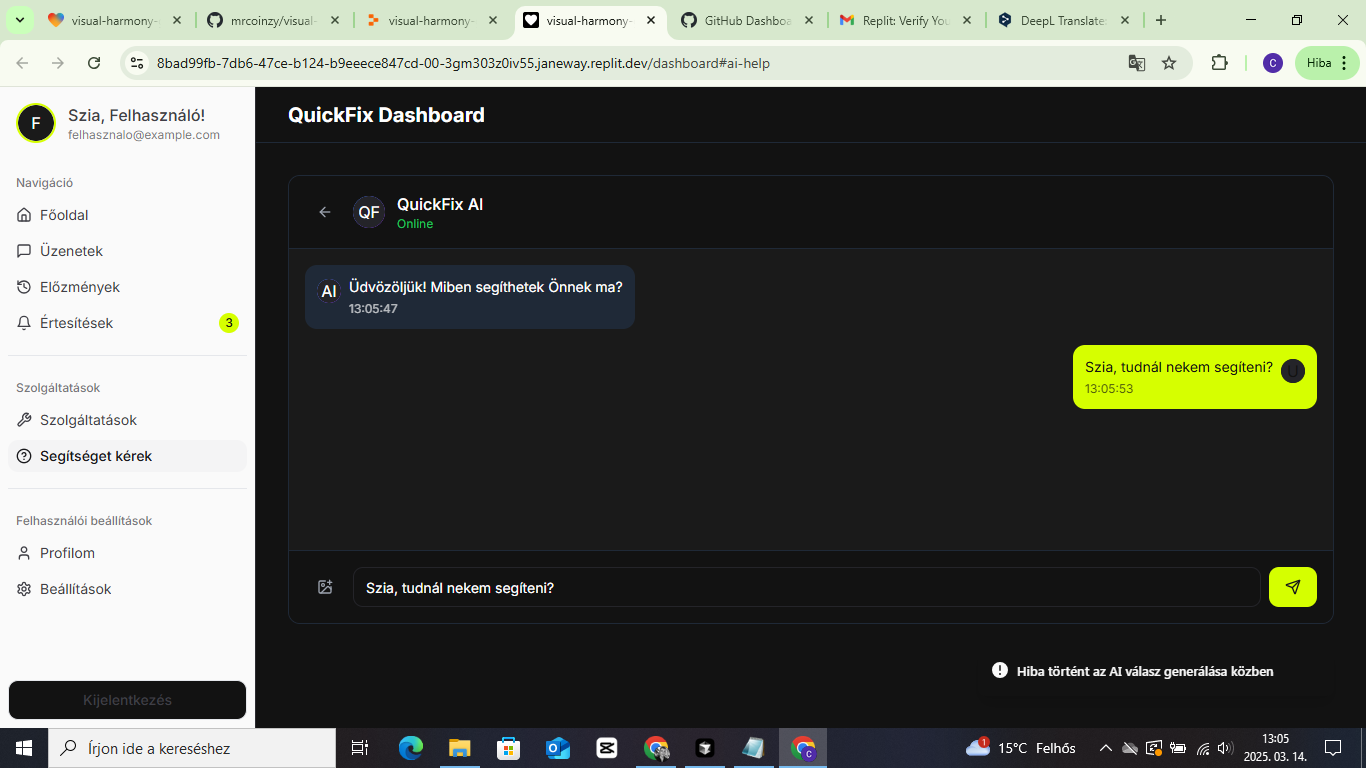 visual-harmony-
mrcoinzy/visual-
visual-harmony-
visual-harmony-
GitHub Dashboa
Replit: Verify You
DeepL Translate
8bad99fb-7db6-47ce-b124-b9eeece847cd-00-3gm303z0iv55.janeway.replit.dev/dashboard#ai-help
C
Hiba
F
Szia, Felhasználó!
felhasznalo@example.com
Navigáció
Főoldal
Üzenetek
Előzmények
Értesítések
3
Szolgáltatások
Szolgáltatások
Segítséget kérek
Felhasználói beállítások
Profilom
Beállítások
Kijelentkezés
QuickFix Dashboard
QF
QuickFix AI
Online
AI
Üdvözöljük! Miben segíthetek Önnek ma?
13:05:47
Szia, tudnál nekem segíteni?
U
13:05:53
Szia, tudnál nekem segíteni?
Hiba történt az AI válasz generálása közben
Írjon ide a kereséshez
C
1
15°C Felhős
13:05
2025. 03. 14.